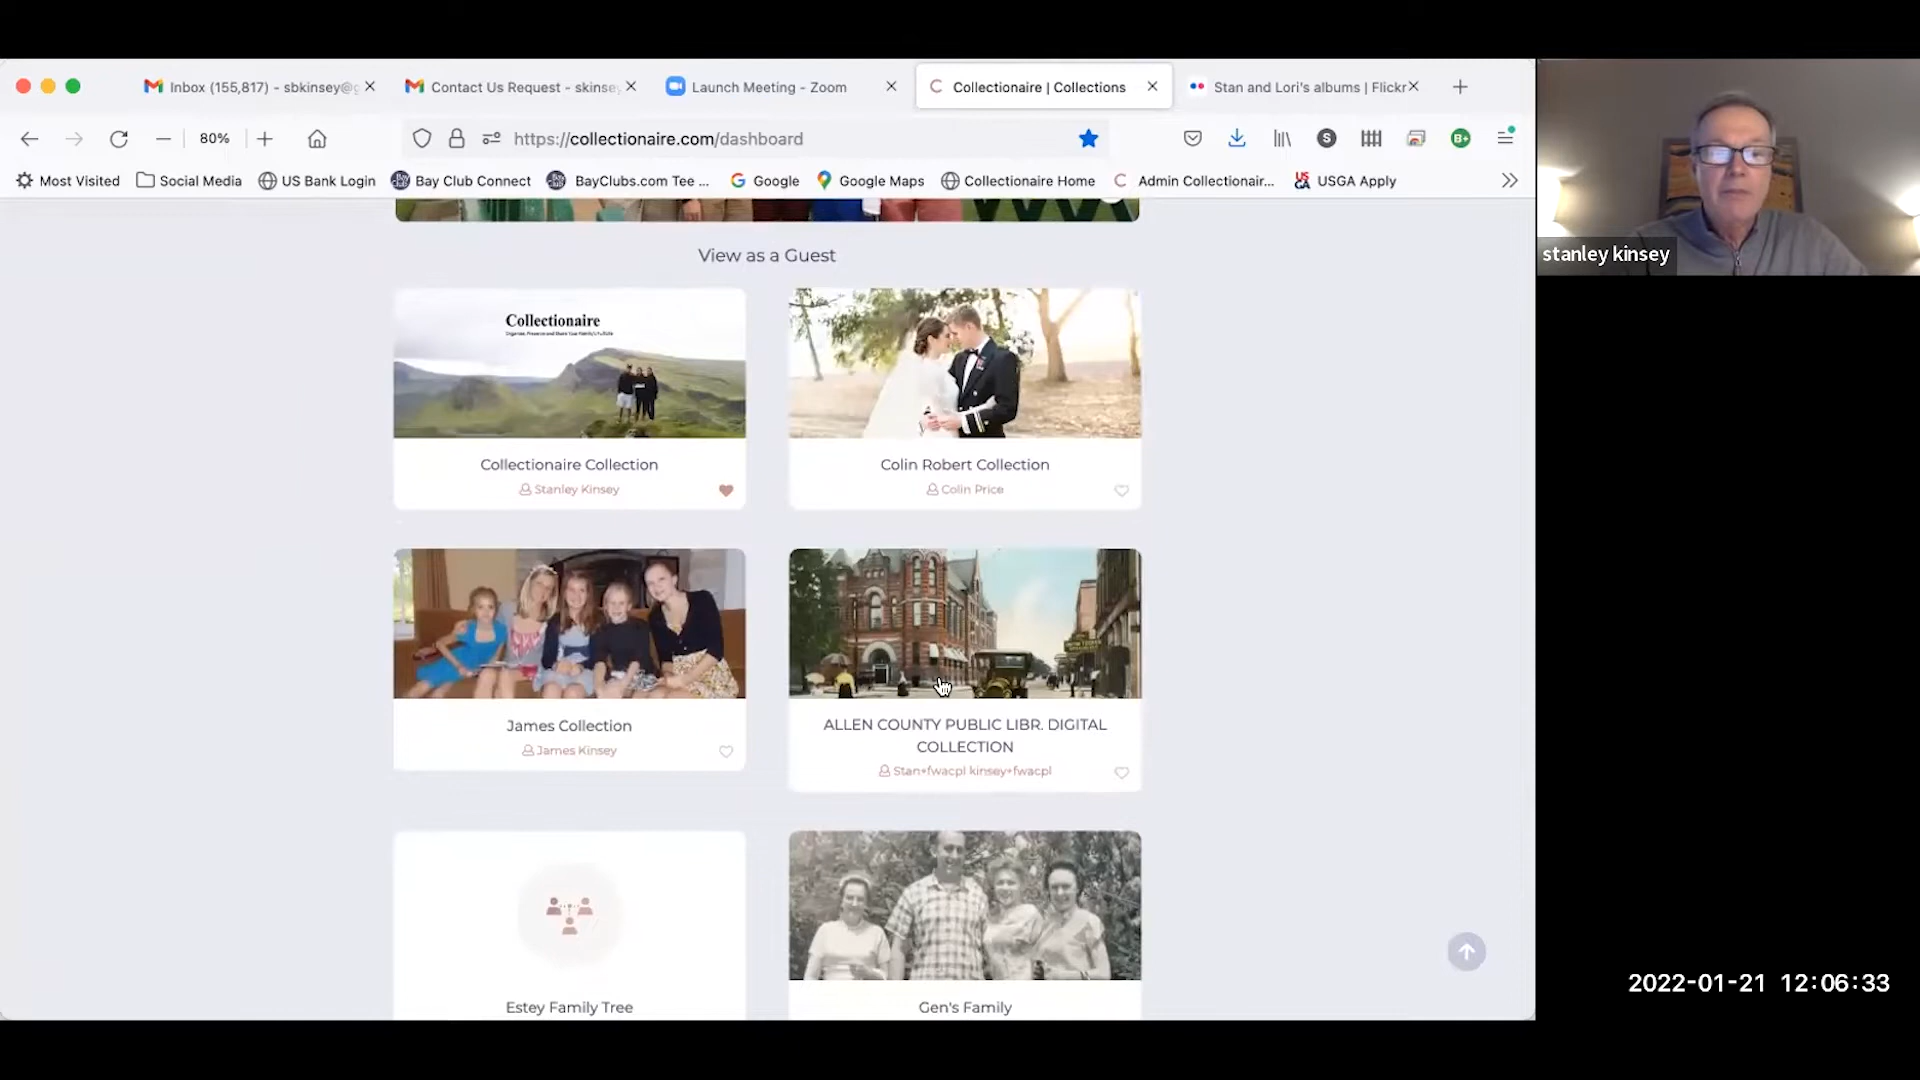 Inbox (155,817) - sbkinsey@g
Contact Us Request - skinse
Launch Meeting - Zoom
Collectionaire | Collections
Stan and Lori's albums | Flickr
80%
https://collectionaire.com/dashboard
S
B+
Most Visited
Social Media
US Bank Login
Bay Club Connect
BayClubs.com Tee ...
Google
Google Maps
Collectionaire Home
Admin Collectionair...
USGA Apply
stanley kinsey
View as a Guest
Collectionaire
Collectionaire Collection
Stanley Kinsey
Colin Robert Collection
Colin Price
James Collection
James Kinsey
ALLEN COUNTY PUBLIC LIBR. DIGITAL
COLLECTION
Stan+fwacpl kinsey+fwacpl
Estey Family Tree
Gen's Family
2022-01-21 12:06:33